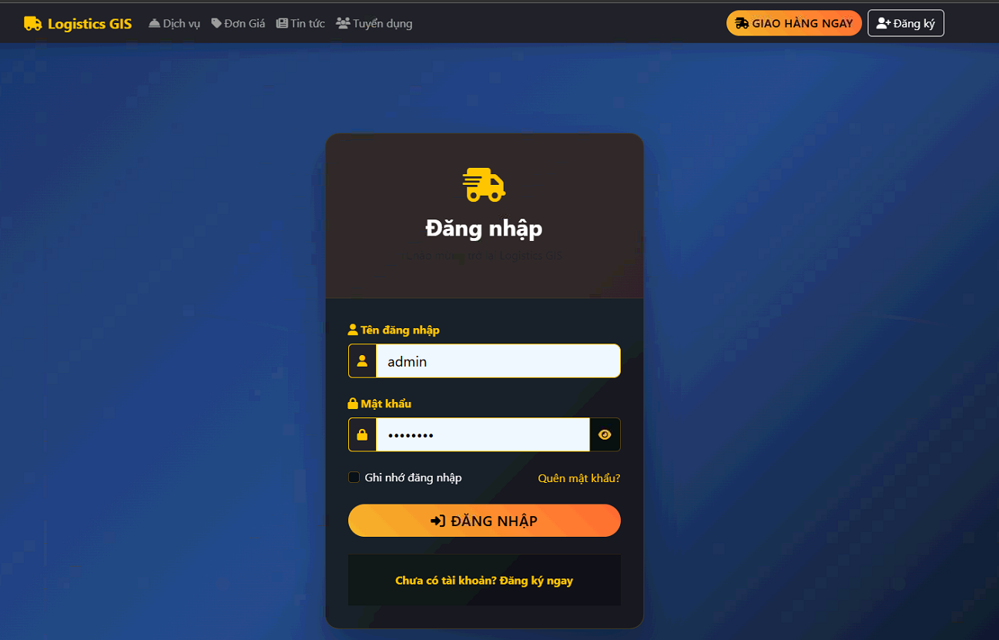 Logistics GIS Dịch vụ Đơn Giá Tin tức Tuyển dụng GIAO HÀNG NGAY Đăng ký
Đăng nhập
Chào mừng trở lại Logistics GIS
Tên đăng nhập
admin
Mật khẩu
••••••••
Ghi nhớ đăng nhập Quên mật khẩu?
ĐĂNG NHẬP
Chưa có tài khoản? Đăng ký ngay